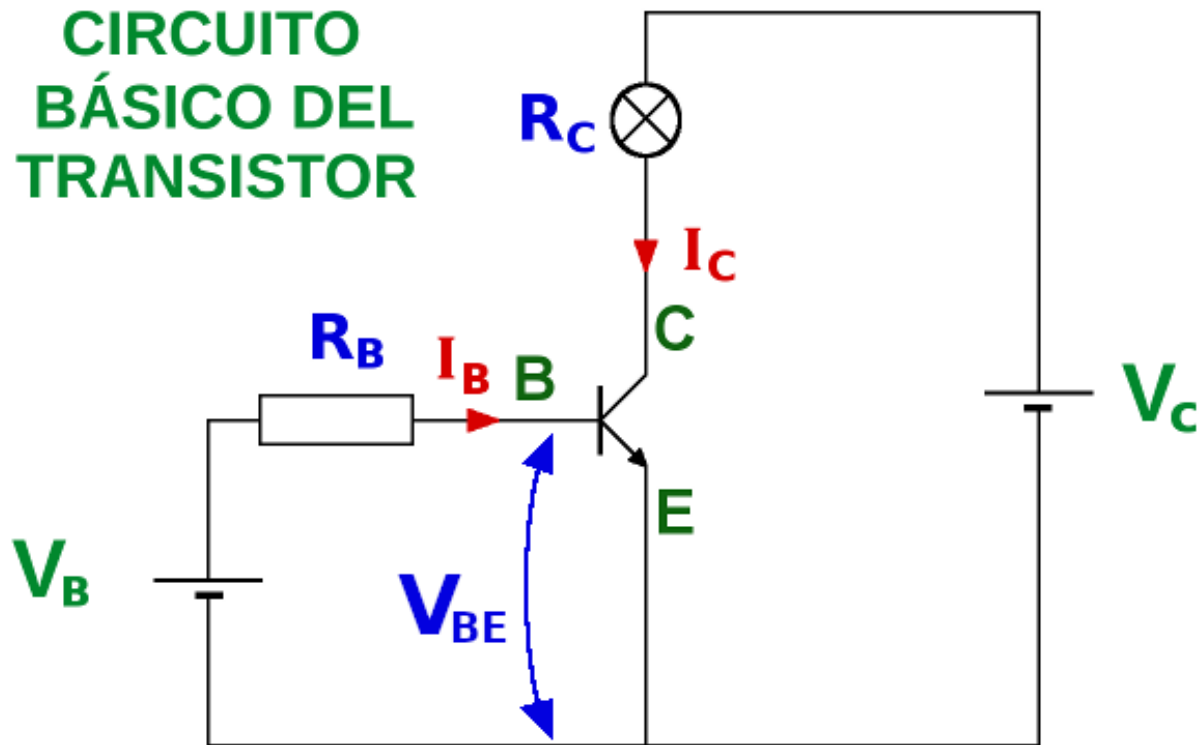 CIRCUITO
BÁSICO DEL
TRANSISTOR
RC
IC
C
RB
IB
B
VC
E
VB
VBE